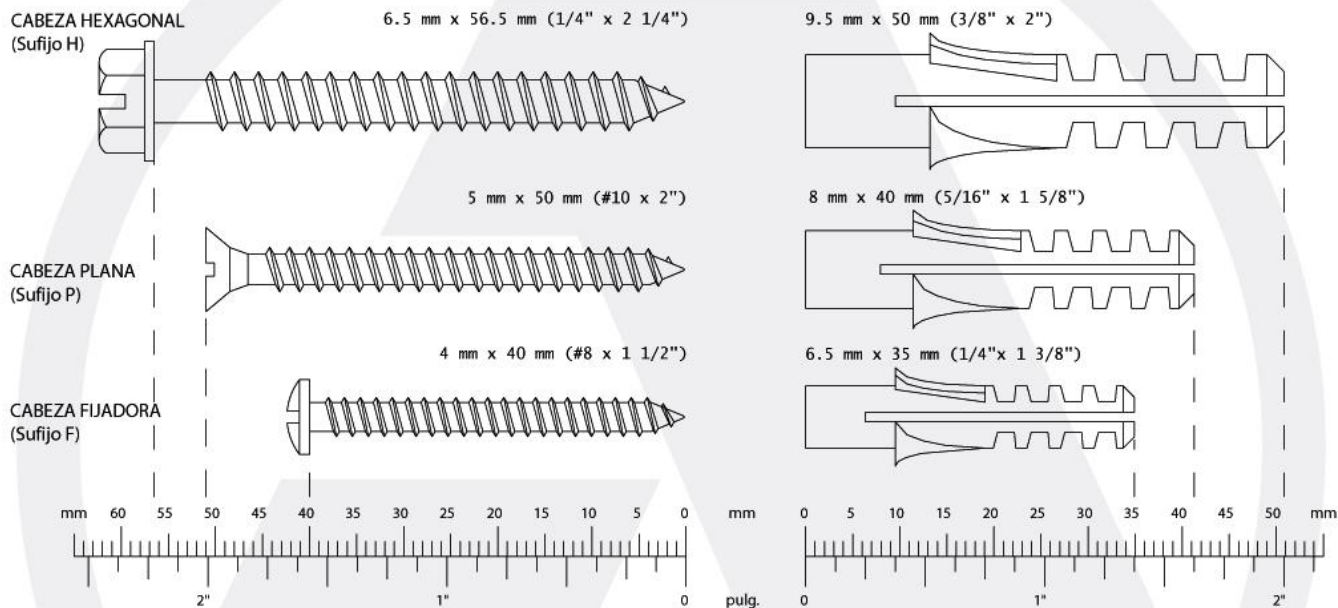 CABEZA HEXAGONAL
(Sufijo H)
6.5 mm x 56.5 mm (1/4" x 2 1/4")
9.5 mm x 50 mm (3/8" x 2")
5 mm x 50 mm (#10 x 2")
8 mm x 40 mm (5/16" x 1 5/8")
CABEZA PLANA
(Sufijo P)
4 mm x 40 mm (#8 x 1 1/2")
6.5 mm x 35 mm (1/4"x 1 3/8")
CABEZA FIJADORA
(Sufijo F)
mm 60 55 50 45 40 35 30 25 20 15 10 5 0 mm 0 5 10 15 20 25 30 35 40 45 50 mm
2" 1" 0 pulg. 0 1" 2"